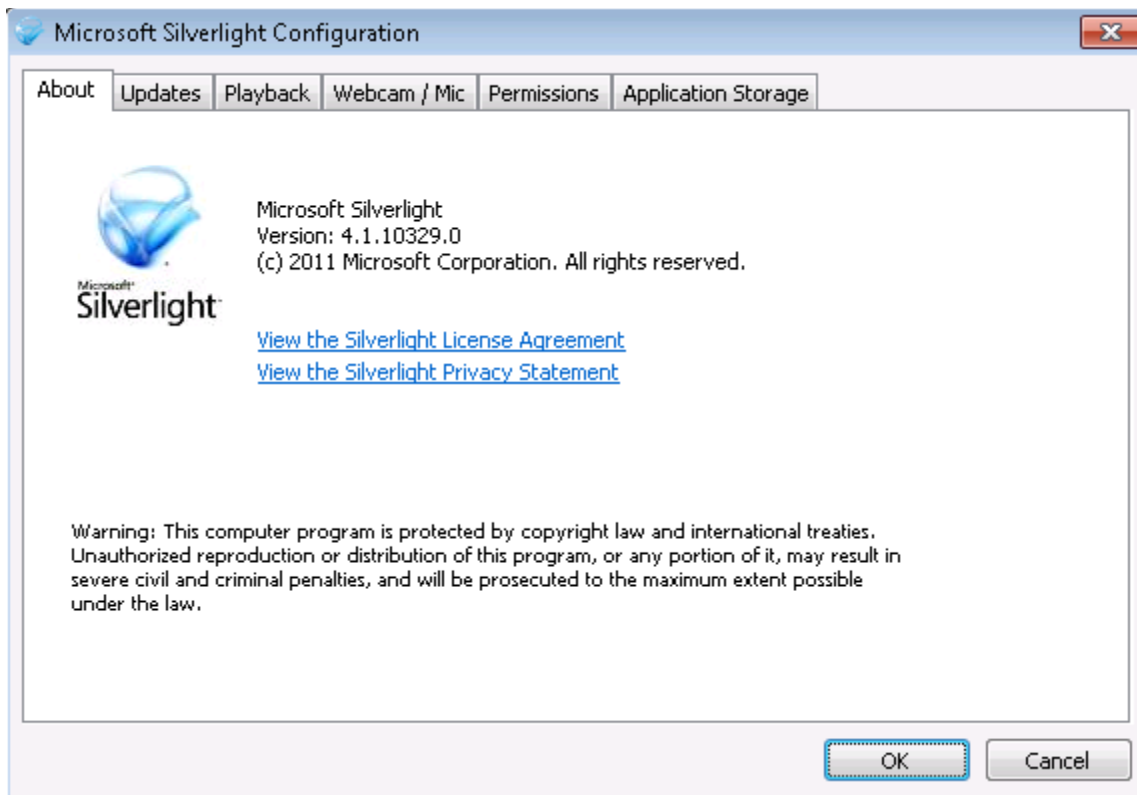 Microsoft Silverlight Configuration
About Updates Playback Webcam / Mic Permissions Application Storage
Microsoft Silverlight
Version: 4.1.10329.0
(c) 2011 Microsoft Corporation. All rights reserved.
Microsoft®
Silverlight™
View the Silverlight License Agreement
View the Silverlight Privacy Statement
Warning: This computer program is protected by copyright law and international treaties.
Unauthorized reproduction or distribution of this program, or any portion of it, may result in
severe civil and criminal penalties, and will be prosecuted to the maximum extent possible
under the law.
OK Cancel